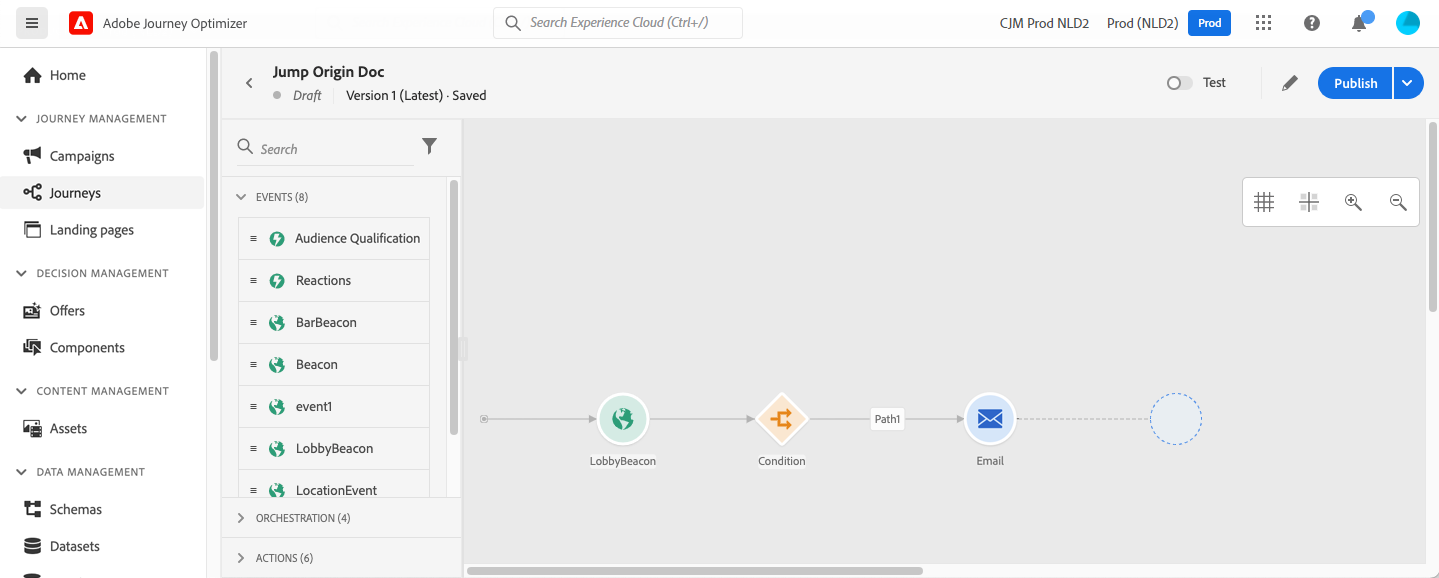 Adobe Journey Optimizer
Search Experience Cloud (Ctrl+/)
CJM Prod NLD2
Prod (NLD2)
Prod
Home
JOURNEY MANAGEMENT
Campaigns
Journeys
Landing pages
DECISION MANAGEMENT
Offers
Components
CONTENT MANAGEMENT
Assets
DATA MANAGEMENT
Schemas
Datasets
Jump Origin Doc
Draft
Version 1 (Latest) · Saved
Test
Publish
Search
EVENTS (8)
Audience Qualification
Reactions
BarBeacon
Beacon
event1
LobbyBeacon
LocationEvent
ORCHESTRATION (4)
ACTIONS (6)
Path1
LobbyBeacon
Condition
Email